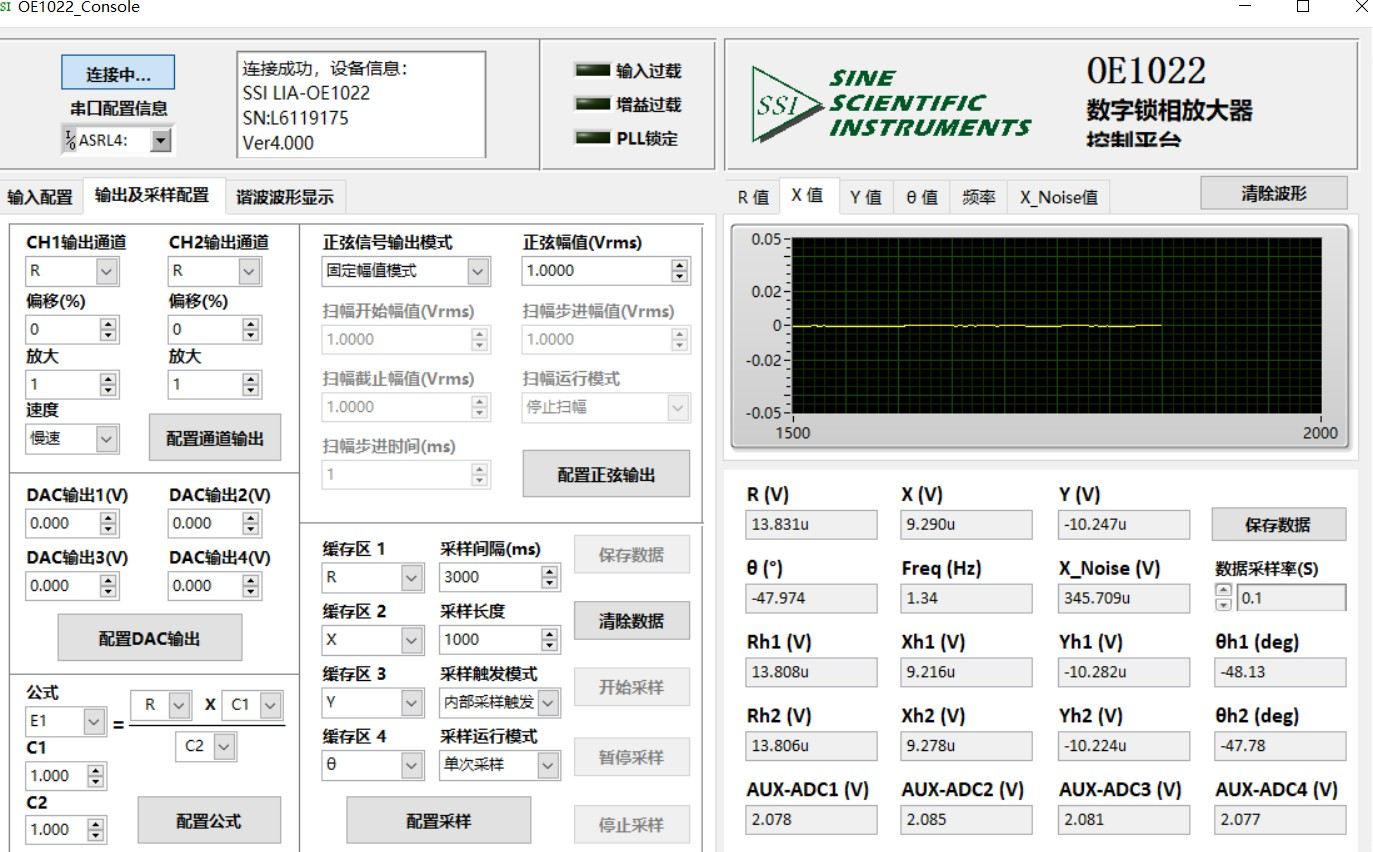 SI OE1022_Console
连接中...
串口配置信息
I/O ASRL4:
连接成功，设备信息：
SSI LIA-OE1022
SN:L6119175
Ver4.000
输入过载
增益过载
PLL锁定
SSI
SINE
SCIENTIFIC
INSTRUMENTS
OE1022
数字锁相放大器
控制平台
输入配置 输出及采样配置 谐波波形显示
CH1输出通道 CH2输出通道
R R
偏移(%) 偏移(%)
0 0
放大 放大
1 1
速度
慢速 配置通道输出
DAC输出1(V) DAC输出2(V)
0.000 0.000
DAC输出3(V) DAC输出4(V)
0.000 0.000
配置DAC输出
公式
E1 = R X C1
C2
C1
1.000
C2
1.000
配置公式
正弦信号输出模式 正弦幅值(Vrms)
固定幅值模式 1.0000
扫幅开始幅值(Vrms) 扫幅步进幅值(Vrms)
1.0000 1.0000
扫幅截止幅值(Vrms) 扫幅运行模式
1.0000 停止扫幅
扫幅步进时间(ms)
1 配置正弦输出
缓存区 1 采样间隔(ms) 保存数据
R 3000
缓存区 2 采样长度 清除数据
X 1000
缓存区 3 采样触发模式 开始采样
Y 内部采样触发
缓存区 4 采样运行模式 暂停采样
θ 单次采样
配置采样 停止采样
R 值 X 值 Y 值 θ 值 频率 X_Noise值 清除波形
0.05
0.02
0
-0.02
-0.05
1500 2000
R (V) X (V) Y (V)
13.831u 9.290u -10.247u 保存数据
θ (°) Freq (Hz) X_Noise (V) 数据采样率(S)
-47.974 1.34 345.709u 0.1
Rh1 (V) Xh1 (V) Yh1 (V) θh1 (deg)
13.808u 9.216u -10.282u -48.13
Rh2 (V) Xh2 (V) Yh2 (V) θh2 (deg)
13.806u 9.278u -10.224u -47.78
AUX-ADC1 (V) AUX-ADC2 (V) AUX-ADC3 (V) AUX-ADC4 (V)
2.078 2.085 2.081 2.077